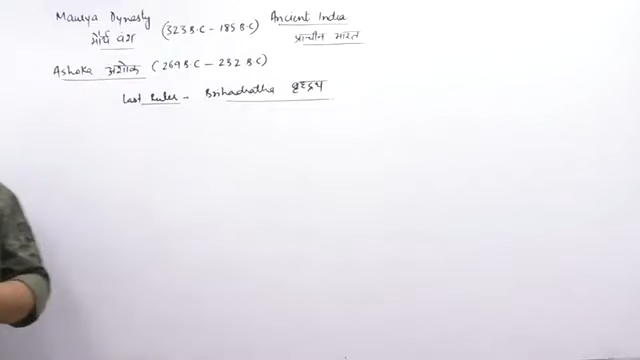 Maurya Dynasty (323 B.C - 185 B.C) Ancient India
मौर्य वंश प्राचीन भारत
Ashoka अशोक (269 B.C - 232 B.C)
Last Ruler - Brihadratha बृहद्रथ